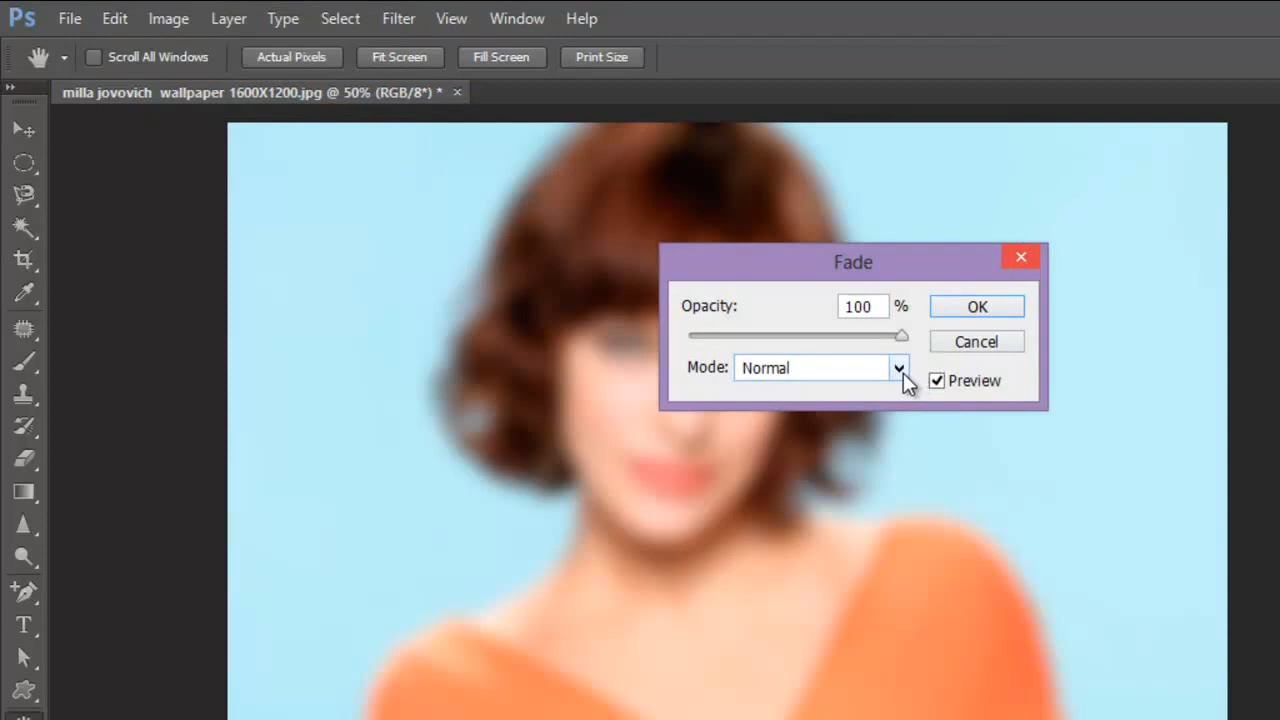 Ps File Edit Image Layer Type Select Filter View Window Help
Scroll All Windows Actual Pixels Fit Screen Fill Screen Print Size
milla jovovich  wallpaper 1600X1200.jpg @ 50% (RGB/8*) * ×
Fade
Opacity: 100 % OK
Cancel
Mode: Normal
Preview
T